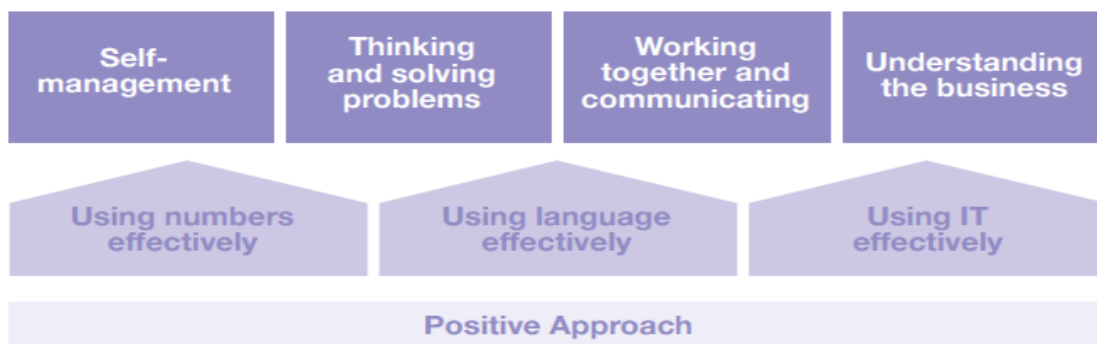 Self-
management
Thinking
and solving
problems
Working
together and
communicating
Understanding
the business
Using numbers
effectively
Using language
effectively
Using IT
effectively
Positive Approach